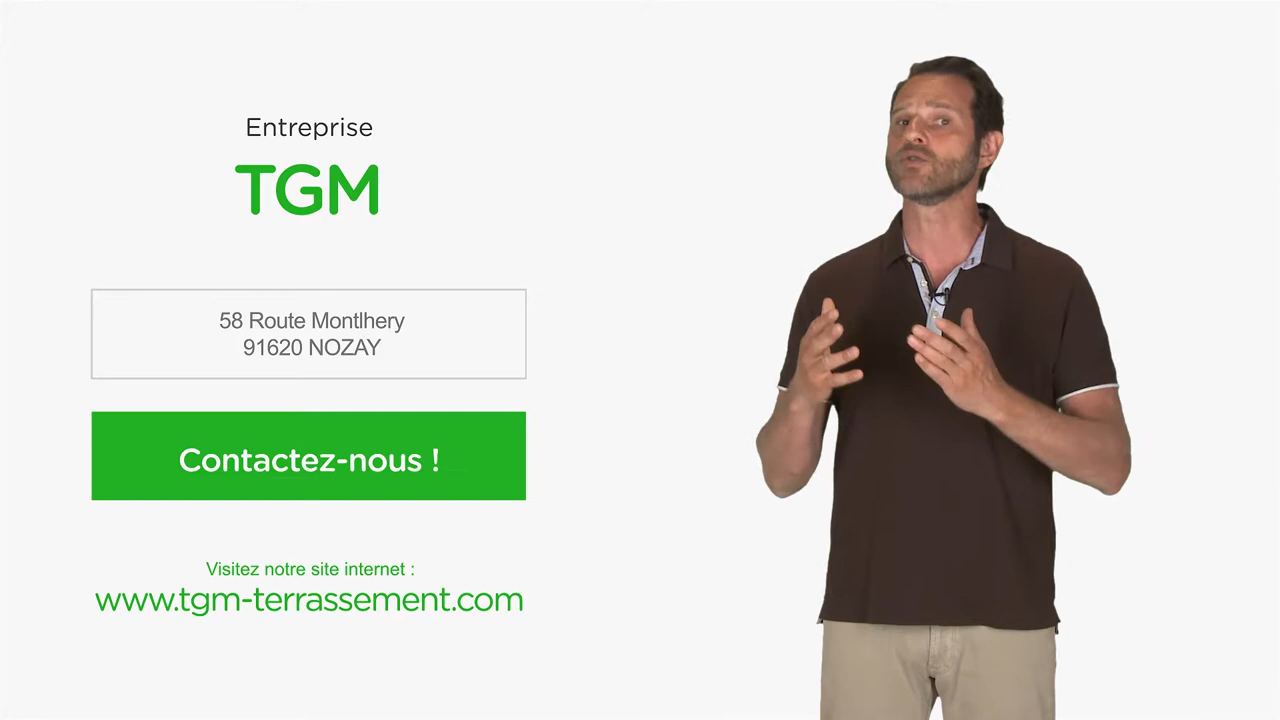 Entreprise
TGM
58 Route Montlhery
91620 NOZAY
Contactez-nous !
Visitez notre site internet :
www.tgm-terrassement.com